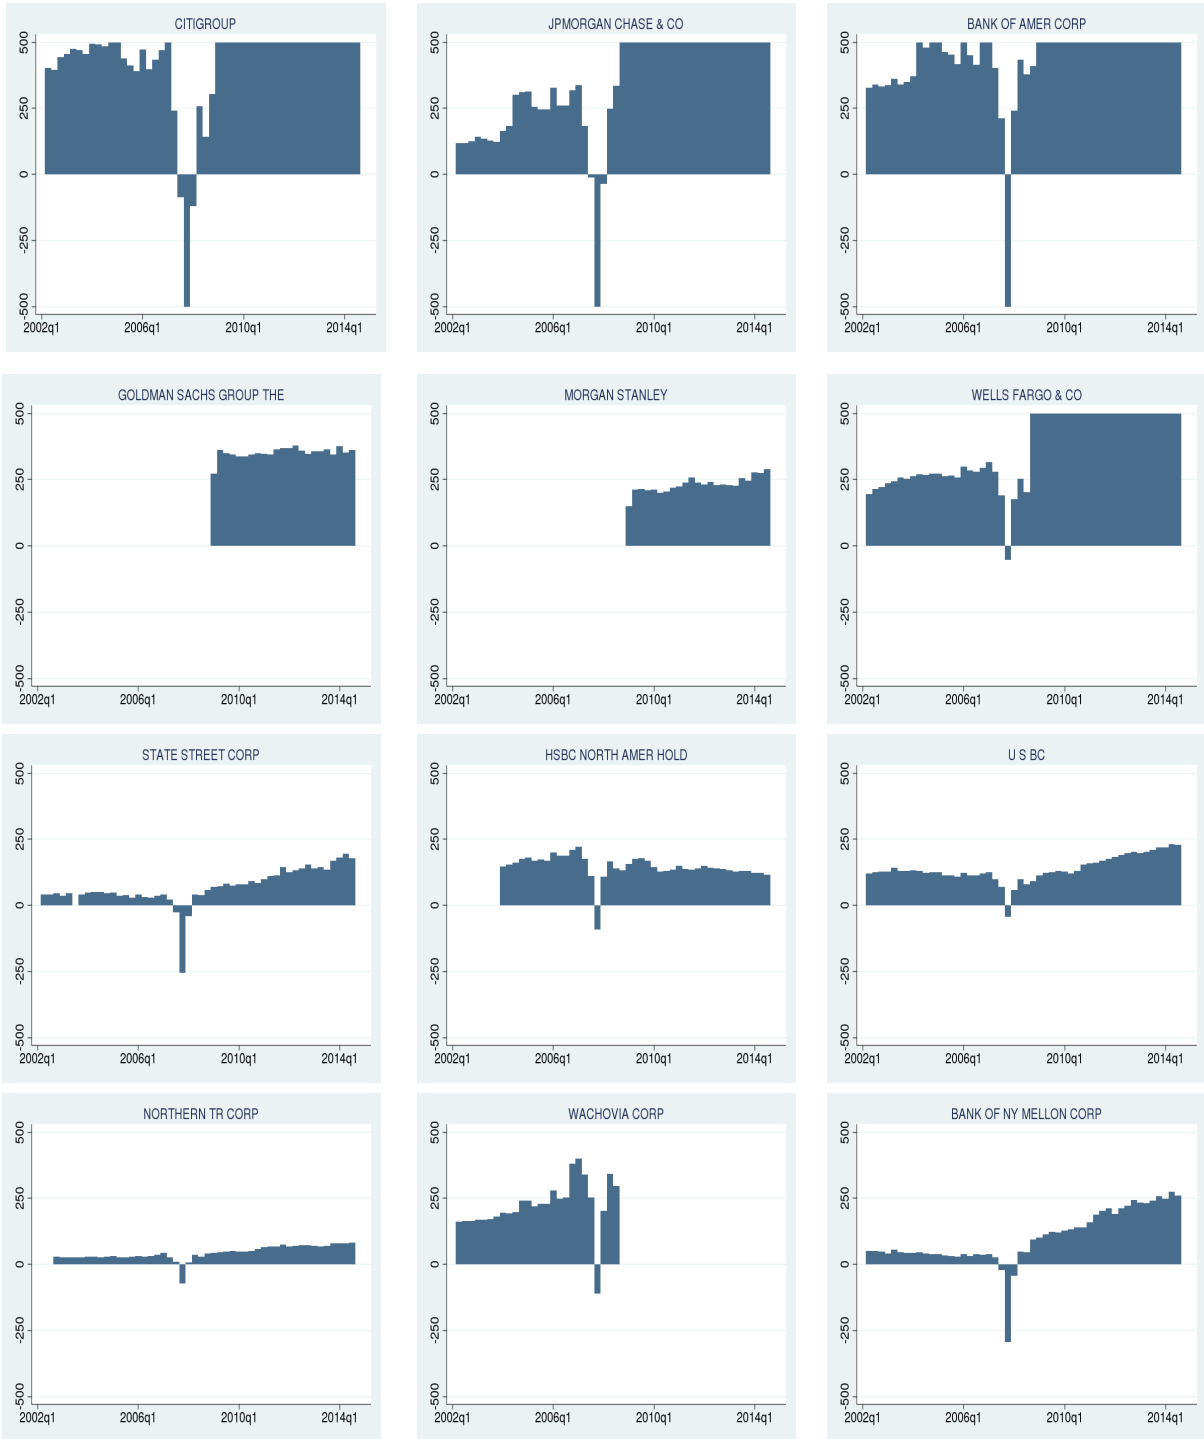 CITIGROUP
500
250
0
-250
-500
2002q1 2006q1 2010q1 2014q1
JPMORGAN CHASE & CO
500
250
0
-250
-500
2002q1 2006q1 2010q1 2014q1
BANK OF AMER CORP
500
250
0
-250
-500
2002q1 2006q1 2010q1 2014q1
GOLDMAN SACHS GROUP THE
500
250
0
-250
-500
2002q1 2006q1 2010q1 2014q1
MORGAN STANLEY
500
250
0
-250
-500
2002q1 2006q1 2010q1 2014q1
WELLS FARGO & CO
500
250
0
-250
-500
2002q1 2006q1 2010q1 2014q1
STATE STREET CORP
500
250
0
-250
-500
2002q1 2006q1 2010q1 2014q1
HSBC NORTH AMER HOLD
500
250
0
-250
-500
2002q1 2006q1 2010q1 2014q1
U S BC
500
250
0
-250
-500
2002q1 2006q1 2010q1 2014q1
NORTHERN TR CORP
500
250
0
-250
-500
2002q1 2006q1 2010q1 2014q1
WACHOVIA CORP
500
250
0
-250
-500
2002q1 2006q1 2010q1 2014q1
BANK OF NY MELLON CORP
500
250
0
-250
-500
2002q1 2006q1 2010q1 2014q1